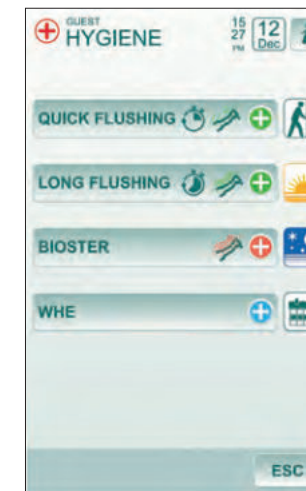 GUEST
HYGIENE
15
27
PM
12
Dec
QUICK FLUSHING
LONG FLUSHING
BIOSTER
WHE
ESC